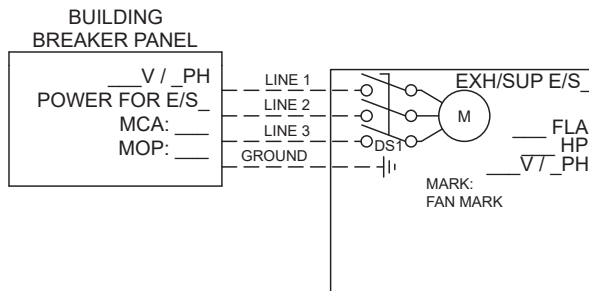 BUILDING
BREAKER PANEL
___V / _PH
POWER FOR E/S_
MCA: ___
MOP: ___
LINE 1
LINE 2
LINE 3
GROUND
DS1
EXH/SUP E/S_
M
___ FLA
___ HP
___V / _PH
MARK:
FAN MARK